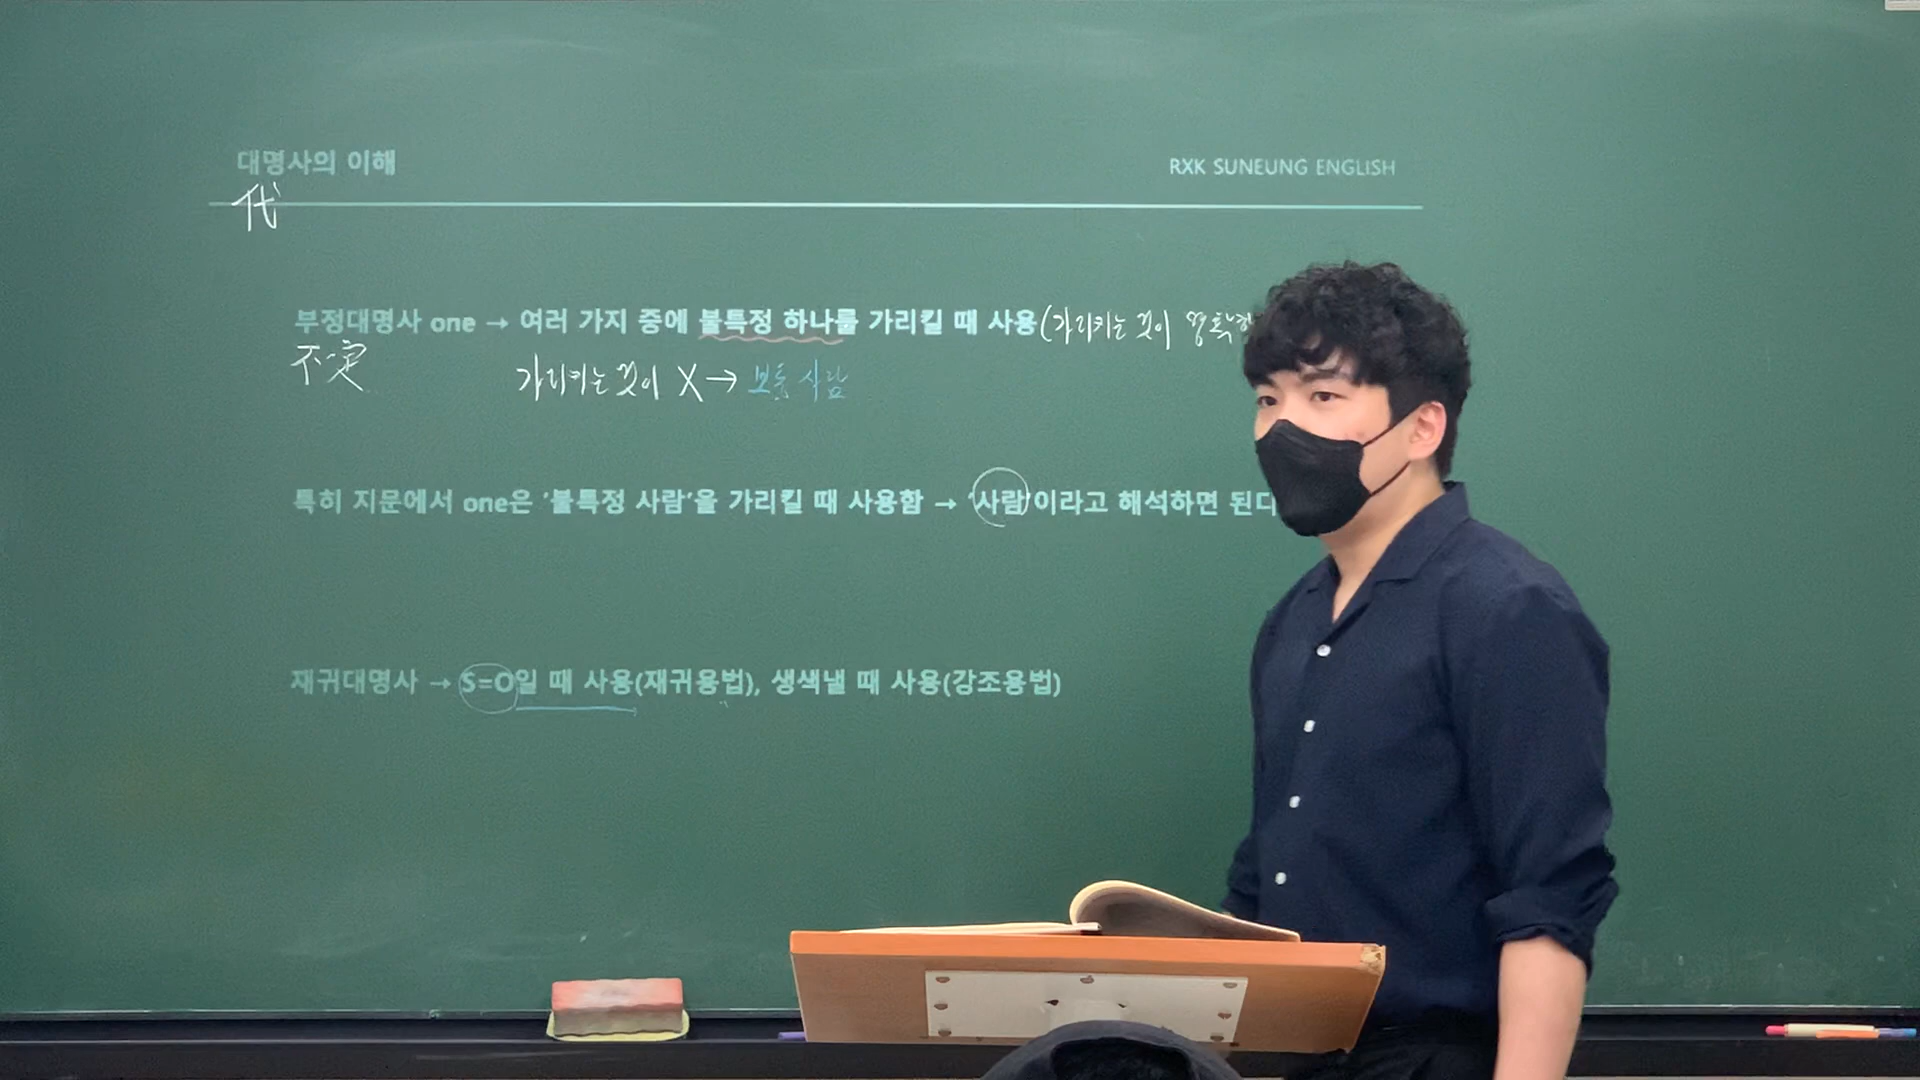 대명사의 이해
RXK SUNEUNG ENGLISH
代
부정대명사 one → 여러 가지 중에 불특정 하나를 가리킬 때 사용(가리키는 것이 명확
不定
가리키는 것이 X → 보통 사람
특히 지문에서 one은 '불특정 사람'을 가리킬 때 사용함 → '사람'이라고 해석하면 된다
재귀대명사 → S=O일 때 사용(재귀용법), 생색낼 때 사용(강조용법)